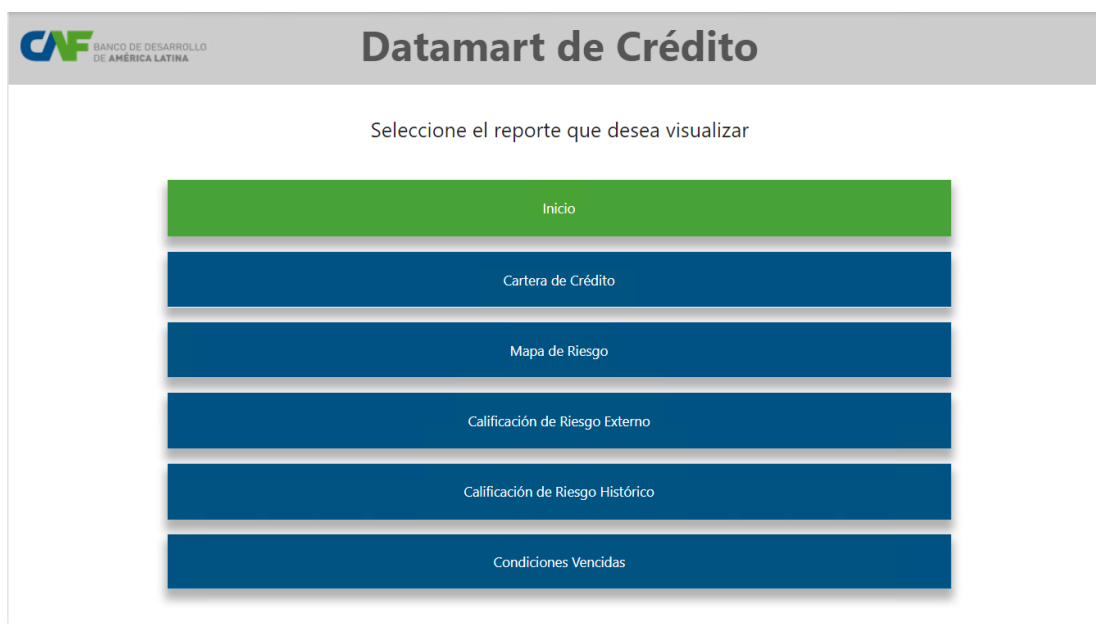 CAF BANCO DE DESARROLLO
DE AMÉRICA LATINA
Datamart de Crédito
Seleccione el reporte que desea visualizar
Inicio
Cartera de Crédito
Mapa de Riesgo
Calificación de Riesgo Externo
Calificación de Riesgo Histórico
Condiciones Vencidas